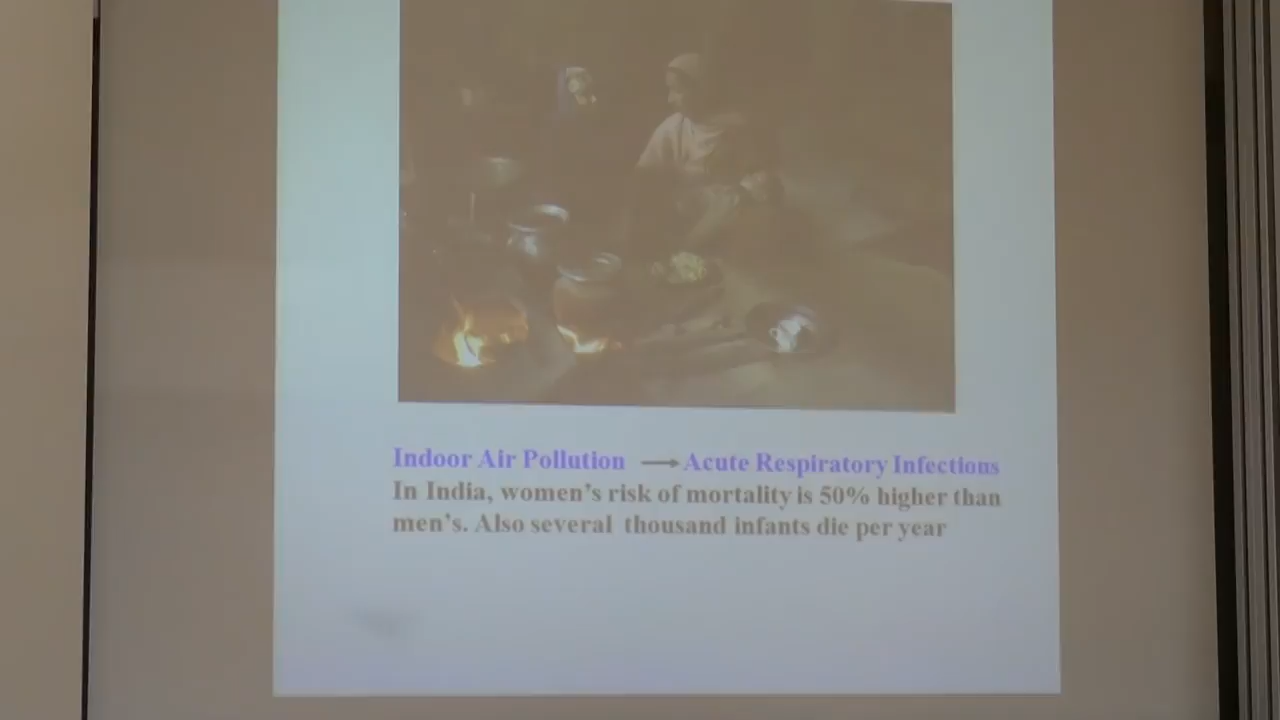 Indoor Air Pollution → Acute Respiratory Infections
In India, women's risk of mortality is 50% higher than
men's. Also several thousand infants die per year